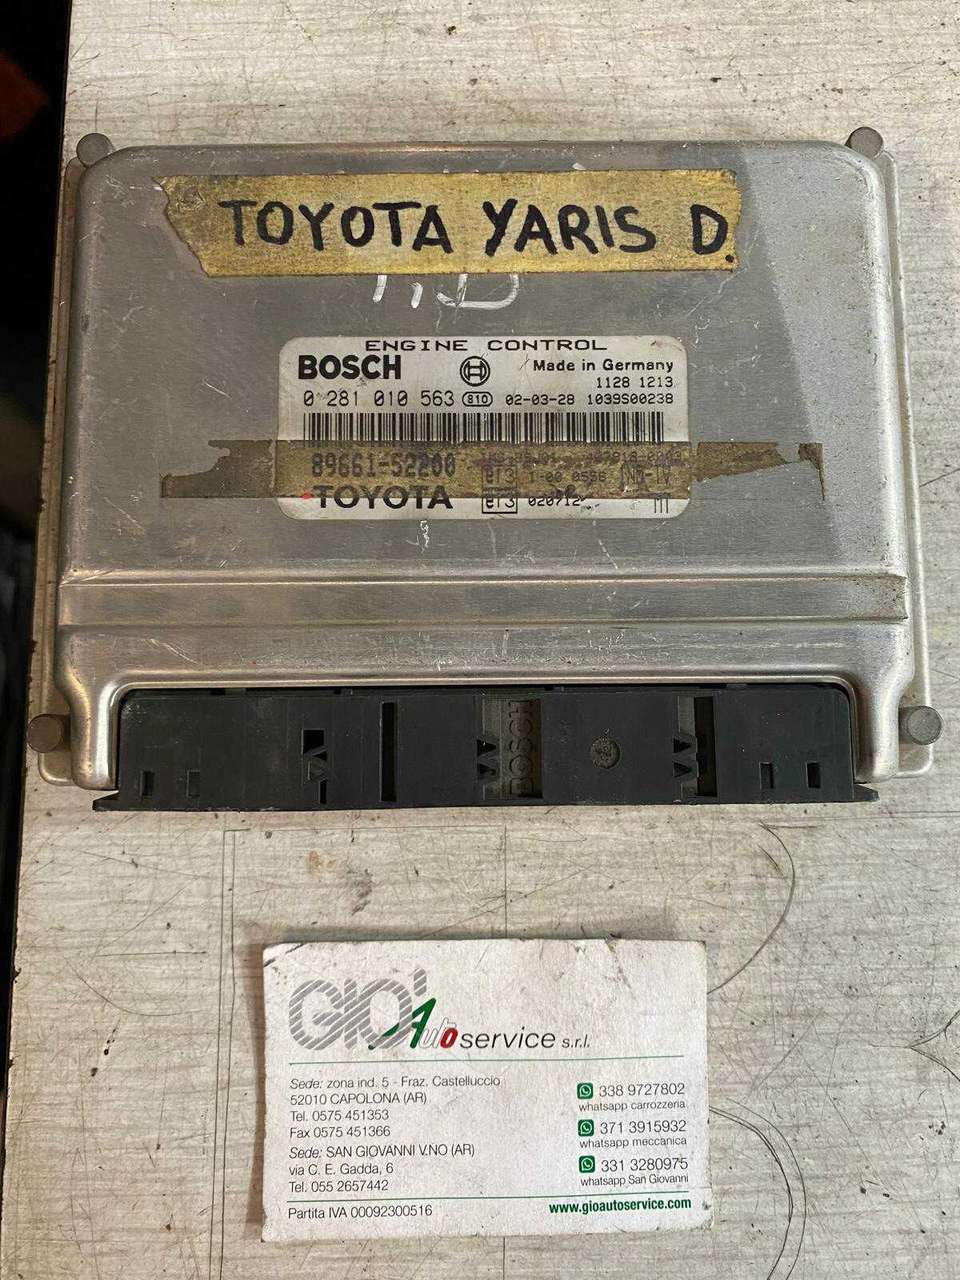 TOYOTA YARIS D.
ENGINE CONTROL
BOSCH Made in Germany
1128 1213
0 281 010 563 810 02-03-28 1039S00238
89661-52200
TOYOTA e13 020712 III
BOSCH
GIO' Auto service s.r.l.
Sede: zona ind. 5 - Fraz. Castelluccio
52010 CAPOLONA (AR)
Tel. 0575 451353
Fax 0575 451366
Sede: SAN GIOVANNI V.NO (AR)
via C. E. Gadda, 6
Tel. 055 2657442
Partita IVA 00092300516
338 9727802
whatsapp carrozzeria
371 3915932
whatsapp meccanica
331 3280975
whatsapp San Giovanni
www.gioautoservice.com